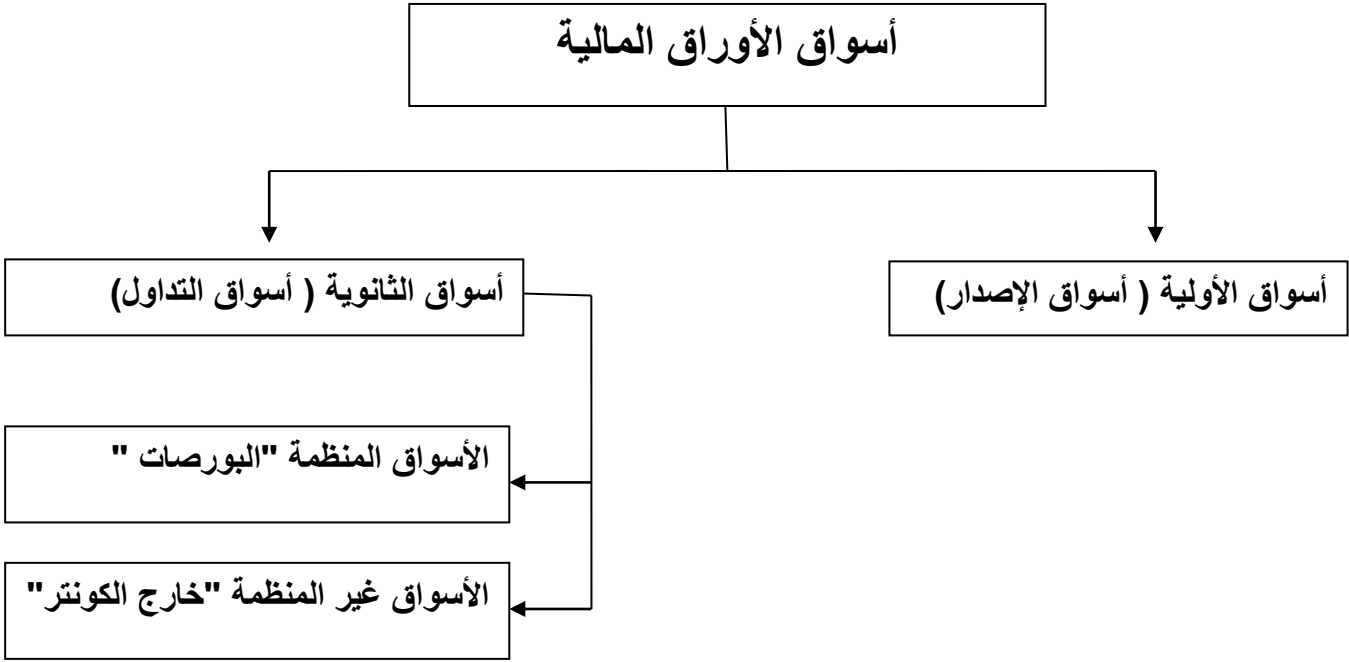 أسواق الأوراق المالية
أسواق الأولية ( أسواق الإصدار)
أسواق الثانوية ( أسواق التداول)
الأسواق المنظمة "البورصات "
الأسواق غير المنظمة "خارج الكونتر"